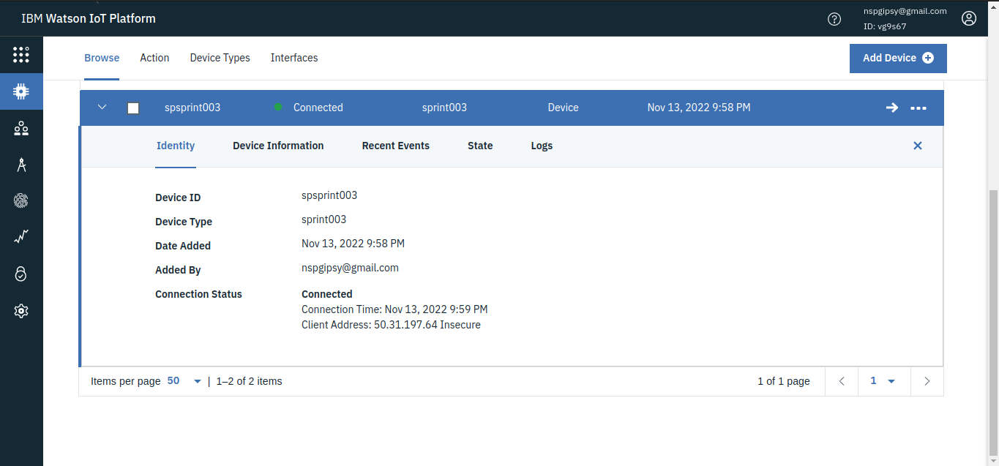 IBM Watson IoT Platform
nspgipsy@gmail.com
ID: vg9s67
Browse Action Device Types Interfaces Add Device
spsprint003 Connected sprint003 Device Nov 13, 2022 9:58 PM
Identity Device Information Recent Events State Logs
Device ID spsprint003
Device Type sprint003
Date Added Nov 13, 2022 9:58 PM
Added By nspgipsy@gmail.com
Connection Status Connected
Connection Time: Nov 13, 2022 9:59 PM
Client Address: 50.31.197.64 Insecure
Items per page 50 | 1–2 of 2 items 1 of 1 page 1